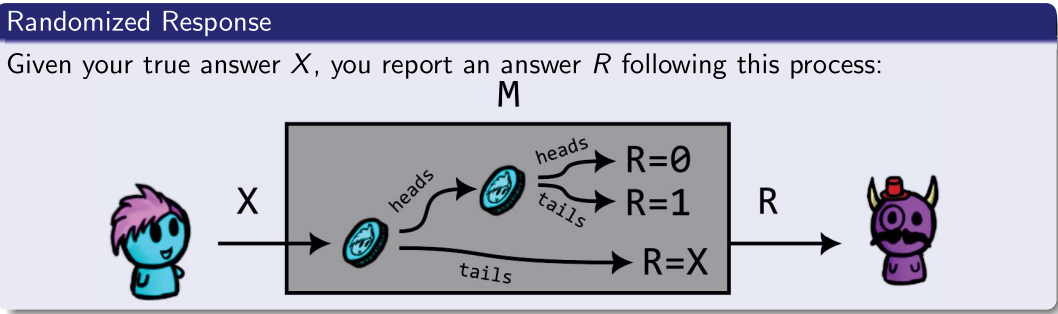 Randomized Response
Given your true answer X, you report an answer R following this process:
M
X
heads
heads
R=0
tails
R=1
tails
R=X
R